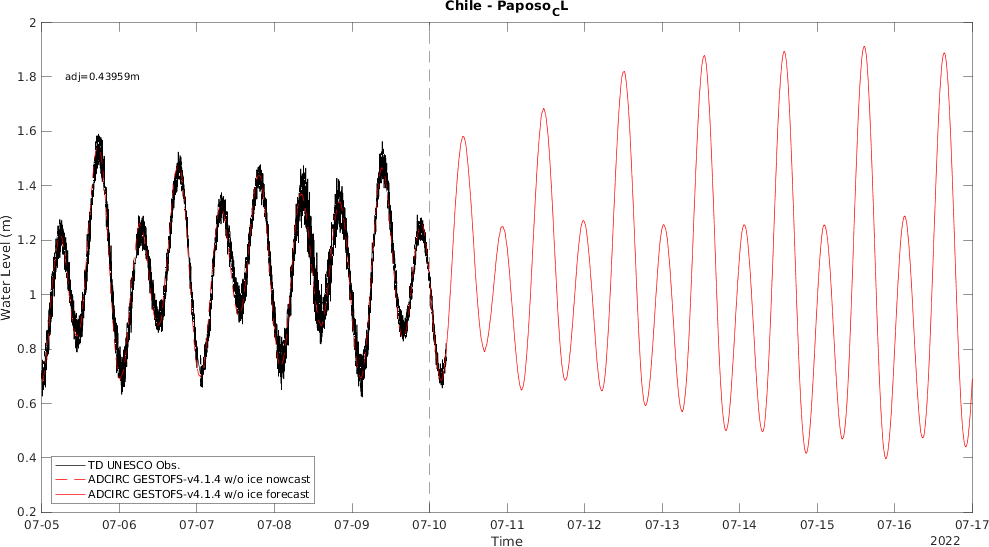 Chile - Paposo_CL
adj=0.43959m
2
1.8
1.6
1.4
1.2
1
0.8
0.6
0.4
0.2
Water Level (m)
TD UNESCO Obs.
ADCIRC GESTOFS-v4.1.4 w/o ice nowcast
ADCIRC GESTOFS-v4.1.4 w/o ice forecast
07-05 07-06 07-07 07-08 07-09 07-10 07-11 07-12 07-13 07-14 07-15 07-16 07-17
Time
2022